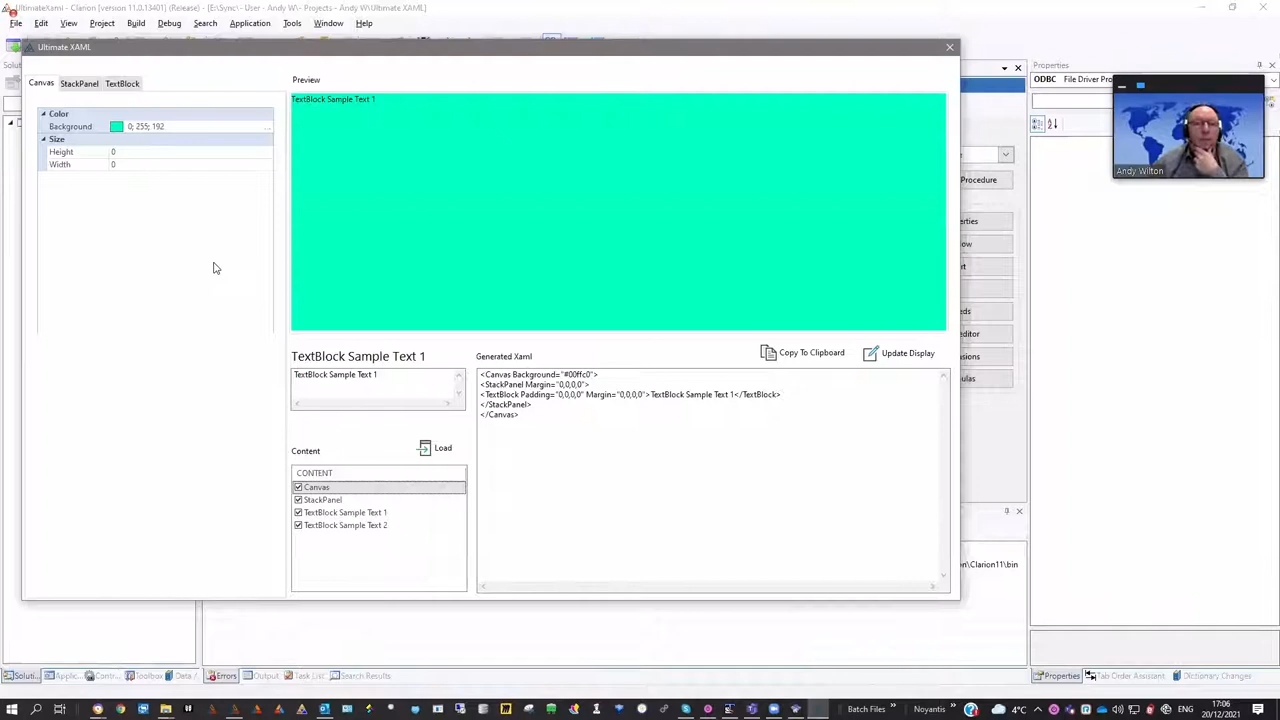 UltimateXaml - Clarion [version 11.0.13401] (Release) - [E:\Sync\ - User - Andy W\ - Projects - Andy W\Ultimate XAML]
File Edit View Project Build Debug Search Application Tools Window Help
Ultimate XAML
Canvas StackPanel TextBlock
Color
Background 0; 255; 192
Size
Height 0
Width 0
Preview
TextBlock Sample Text 1
TextBlock Sample Text 1
TextBlock Sample Text 1
Content
Load
CONTENT
Canvas
StackPanel
TextBlock Sample Text 1
TextBlock Sample Text 2
Generated Xaml
Copy To Clipboard
Update Display
<Canvas Background="#00ffc0">
<StackPanel Margin="0,0,0,0">
<TextBlock Padding="0,0,0,0" Margin="0,0,0,0">TextBlock Sample Text 1</TextBlock>
</StackPanel>
</Canvas>
Procedure
\Clarion11\bin
Properties
ODBC File Driver Pro
Andy Wilton
Errors Output Task List Search Results
Properties Tab Order Assistant Dictionary Changes
Batch Files Noyantis
4°C
ENG
17:06
20/12/2021